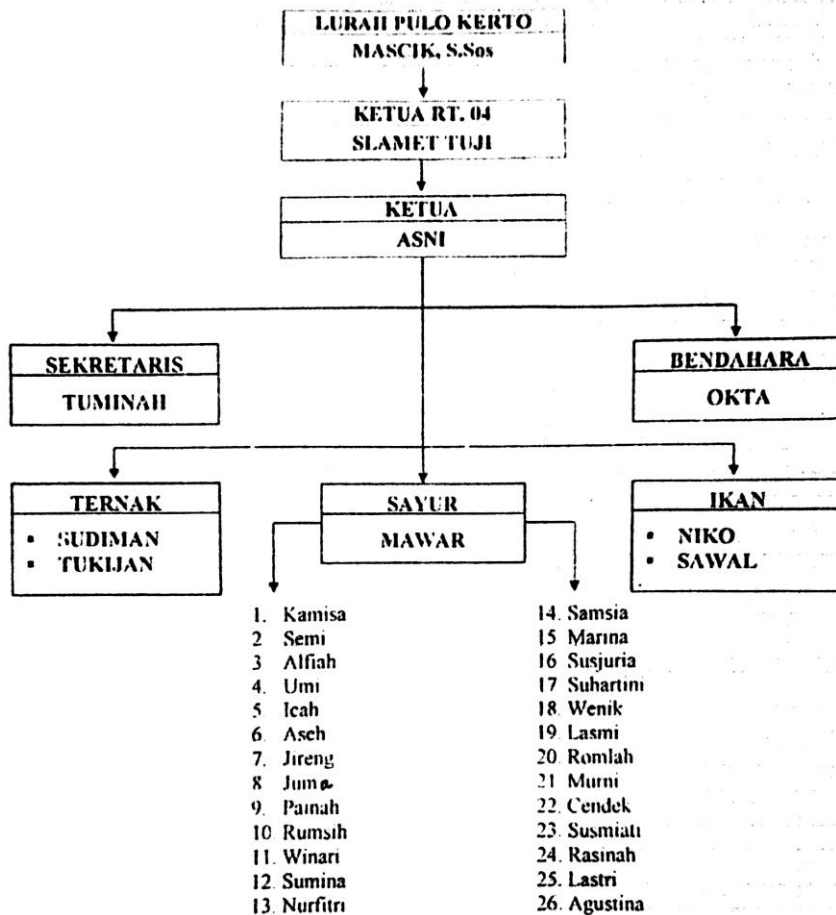 LURAH PULO KERTO
MASCIK, S.Sos
KETUA RT. 04
SLAMET TUJI
KETUA
ASNI
SEKRETARIS
TUMINAH
BENDAHARA
OKTA
TERNAK
▪ SUDIMAN
▪ TUKIJAN
SAYUR
MAWAR
IKAN
▪ NIKO
▪ SAWAL
1. Kamisa
2 Semi
3 Alfiah
4. Umi
5 Icah
6. Aseh
7. Jireng
8 Juma
9. Painah
10 Rumsih
11. Winari
12 Sumina
13. Nurfitri
14. Samsia
15 Marina
16 Susjuria
17 Suhartini
18. Wenik
19. Lasmi
20. Romlah
21 Murni
22. Cendek
23. Susmiati
24. Rasinah
25. Lastri
26. Agustina